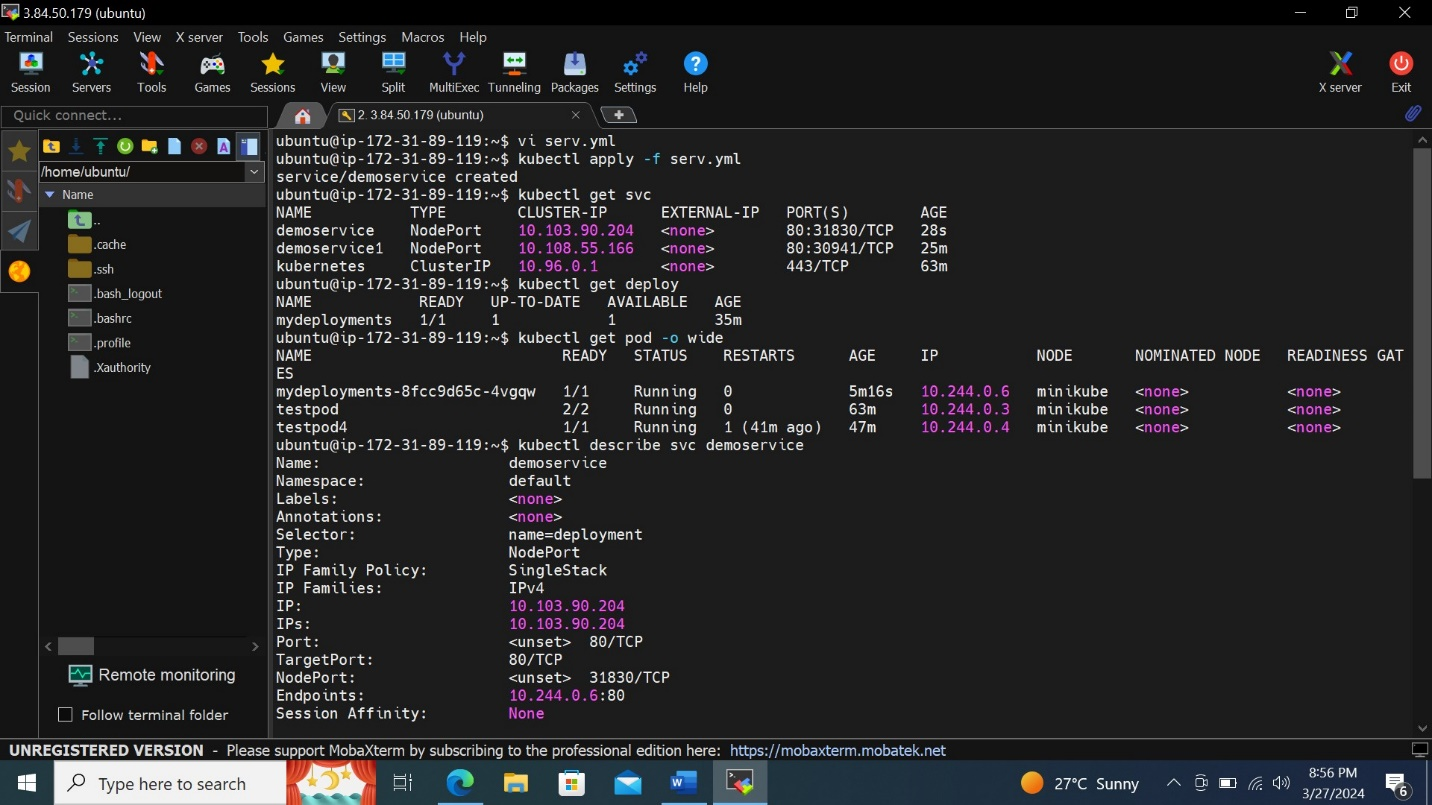 3.84.50.179 (ubuntu)
Terminal Sessions View X server Tools Games Settings Macros Help
Session Servers Tools Games Sessions View Split MultiExec Tunneling Packages Settings Help X server Exit
Quick connect...
2. 3.84.50.179 (ubuntu)
/home/ubuntu/
Name
..
.cache
.ssh
.bash_logout
.bashrc
.profile
.Xauthority
Remote monitoring
Follow terminal folder
ubuntu@ip-172-31-89-119:~$ vi serv.yml
ubuntu@ip-172-31-89-119:~$ kubectl apply -f serv.yml
service/demoservice created
ubuntu@ip-172-31-89-119:~$ kubectl get svc
NAME TYPE CLUSTER-IP EXTERNAL-IP PORT(S) AGE
demoservice NodePort 10.103.90.204 <none> 80:31830/TCP 28s
demoservice1 NodePort 10.108.55.166 <none> 80:30941/TCP 25m
kubernetes ClusterIP 10.96.0.1 <none> 443/TCP 63m
ubuntu@ip-172-31-89-119:~$ kubectl get deploy
NAME READY UP-TO-DATE AVAILABLE AGE
mydeployments 1/1 1 1 35m
ubuntu@ip-172-31-89-119:~$ kubectl get pod -o wide
NAME READY STATUS RESTARTS AGE IP NODE NOMINATED NODE READINESS GAT
ES
mydeployments-8fcc9d65c-4vgqw 1/1 Running 0 5m16s 10.244.0.6 minikube <none> <none>
testpod 2/2 Running 0 63m 10.244.0.3 minikube <none> <none>
testpod4 1/1 Running 1 (41m ago) 47m 10.244.0.4 minikube <none> <none>
ubuntu@ip-172-31-89-119:~$ kubectl describe svc demoservice
Name: demoservice
Namespace: default
Labels: <none>
Annotations: <none>
Selector: name=deployment
Type: NodePort
IP Family Policy: SingleStack
IP Families: IPv4
IP: 10.103.90.204
IPs: 10.103.90.204
Port: <unset> 80/TCP
TargetPort: 80/TCP
NodePort: <unset> 31830/TCP
Endpoints: 10.244.0.6:80
Session Affinity: None
UNREGISTERED VERSION - Please support MobaXterm by subscribing to the professional edition here: https://mobaxterm.mobatek.net
Type here to search
27°C Sunny
8:56 PM
3/27/2024
6